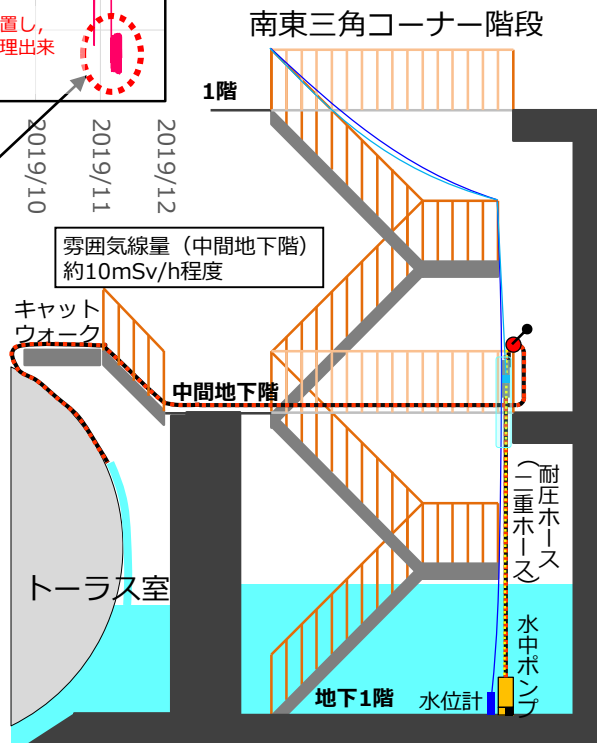 南東三角コーナー階段
置し,
理出来
1階
2019/10
2019/11
2019/12
雰囲気線量（中間地下階）
約10mSv/h程度
キャット
ウォーク
中間地下階
耐圧ホース
（二重ホース）
トーラス室
水中ポンプ
地下1階
水位計